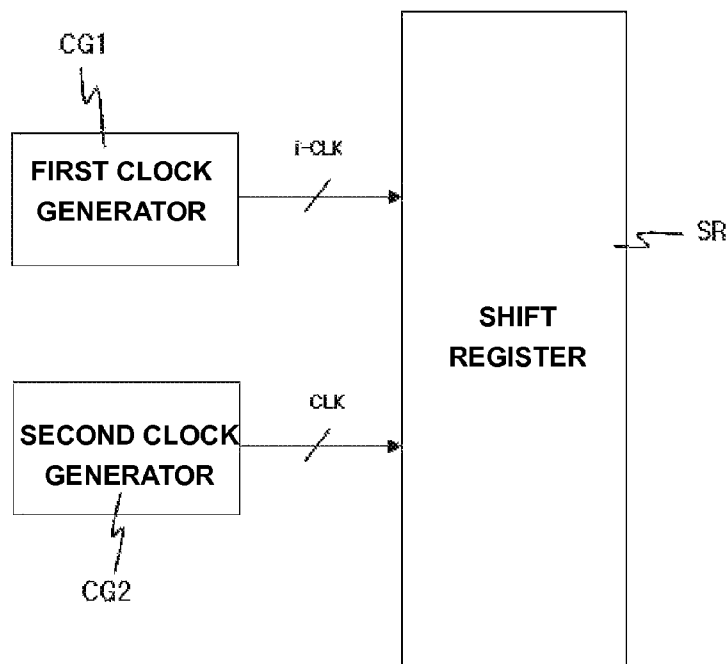 CG1
FIRST CLOCK
GENERATOR
i-CLK
SR
SHIFT
REGISTER
CLK
SECOND CLOCK
GENERATOR
CG2